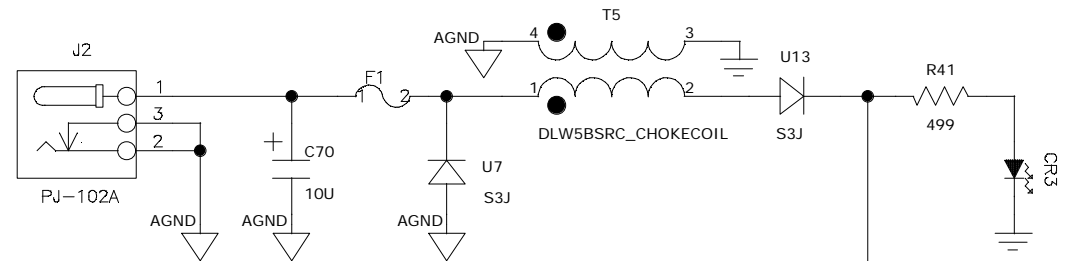 J2
1
3
2
PJ-102A
AGND
C70
10U
AGND
F1
1
2
U7
S3J
AGND
T5
AGND
4
3
1
2
DLW5BSRC_CHOKECOIL
U13
S3J
R41
499
CR3